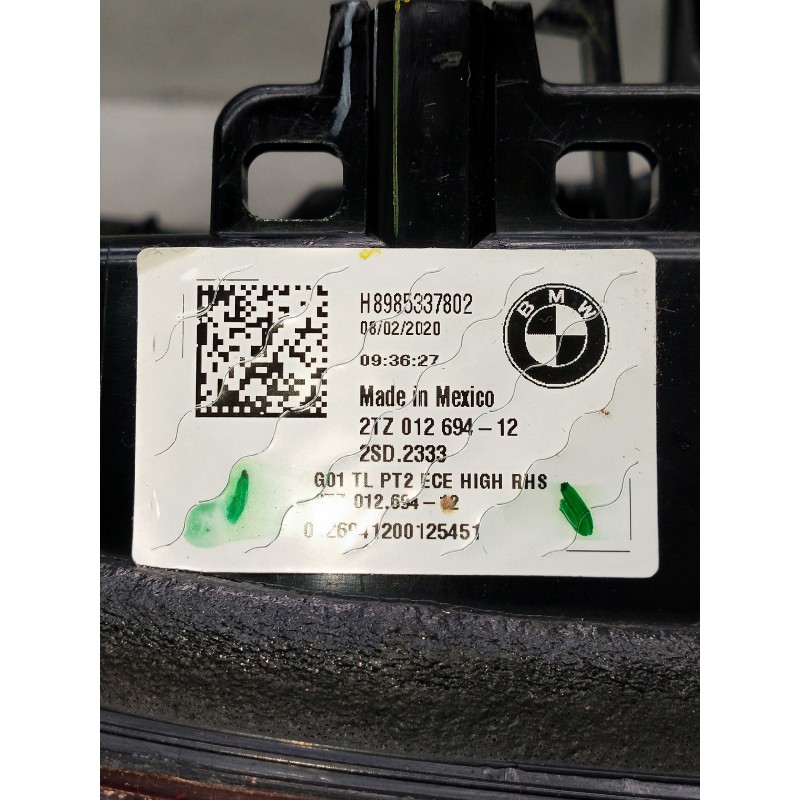 H8985337802
08/02/2020
BMW
09:36:27
Made in Mexico
2TZ 012 694-12
2SD.2333
G01 TL PT2 ECE HIGH RHS
012.694-12